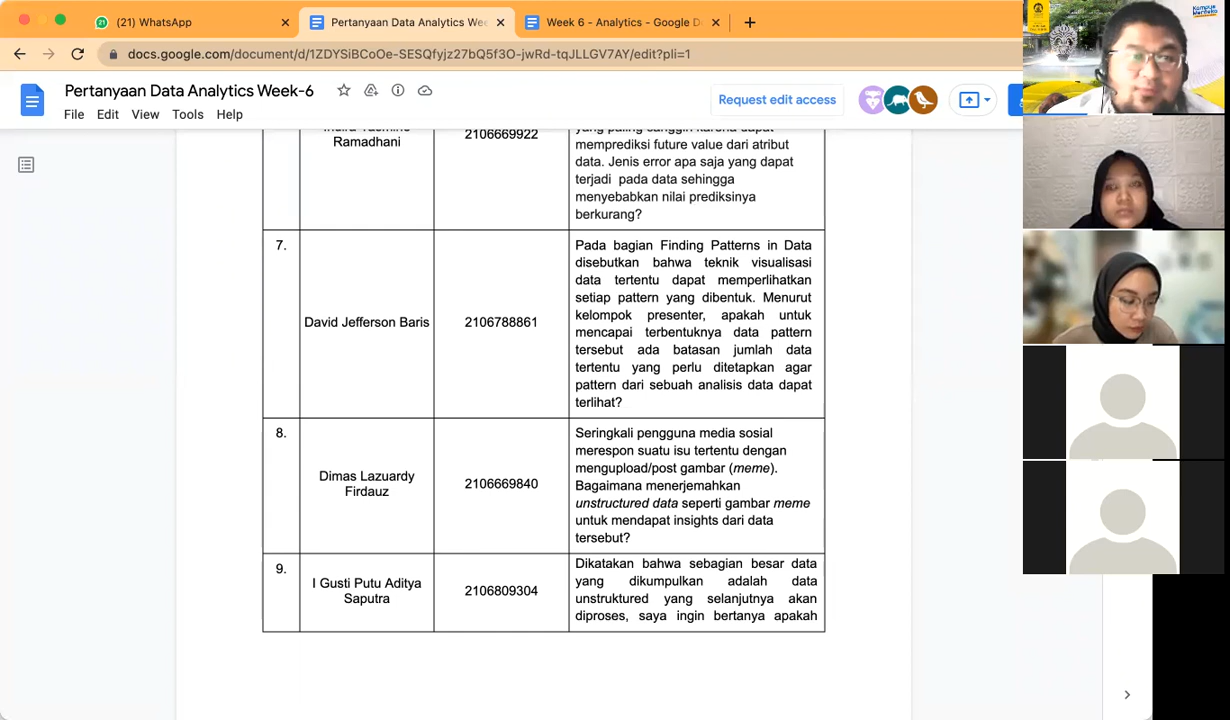 (21) WhatsApp
Pertanyaan Data Analytics Wee
Week 6 - Analytics - Google D
docs.google.com/document/d/1ZDYSiBCoOe-SESQfyjz27bQ5f3O-jwRd-tqJLLGV7AY/edit?pli=1
Pertanyaan Data Analytics Week-6
File Edit View Tools Help
Request edit access
Ramadhani
2106669922
yang paling canggih karena dapat
memprediksi future value dari atribut
data. Jenis error apa saja yang dapat
terjadi pada data sehingga
menyebabkan nilai prediksinya
berkurang?
7.
David Jefferson Baris
2106788861
Pada bagian Finding Patterns in Data
disebutkan bahwa teknik visualisasi
data tertentu dapat memperlihatkan
setiap pattern yang dibentuk. Menurut
kelompok presenter, apakah untuk
mencapai terbentuknya data pattern
tersebut ada batasan jumlah data
tertentu yang perlu ditetapkan agar
pattern dari sebuah analisis data dapat
terlihat?
8.
Dimas Lazuardy
Firdauz
2106669840
Seringkali pengguna media sosial
merespon suatu isu tertentu dengan
mengupload/post gambar (meme).
Bagaimana menerjemahkan
unstructured data seperti gambar meme
untuk mendapat insights dari data
tersebut?
9.
I Gusti Putu Aditya
Saputra
2106809304
Dikatakan bahwa sebagian besar data
yang dikumpulkan adalah data
unstruktured yang selanjutnya akan
diproses, saya ingin bertanya apakah
Kampus
Merdeka